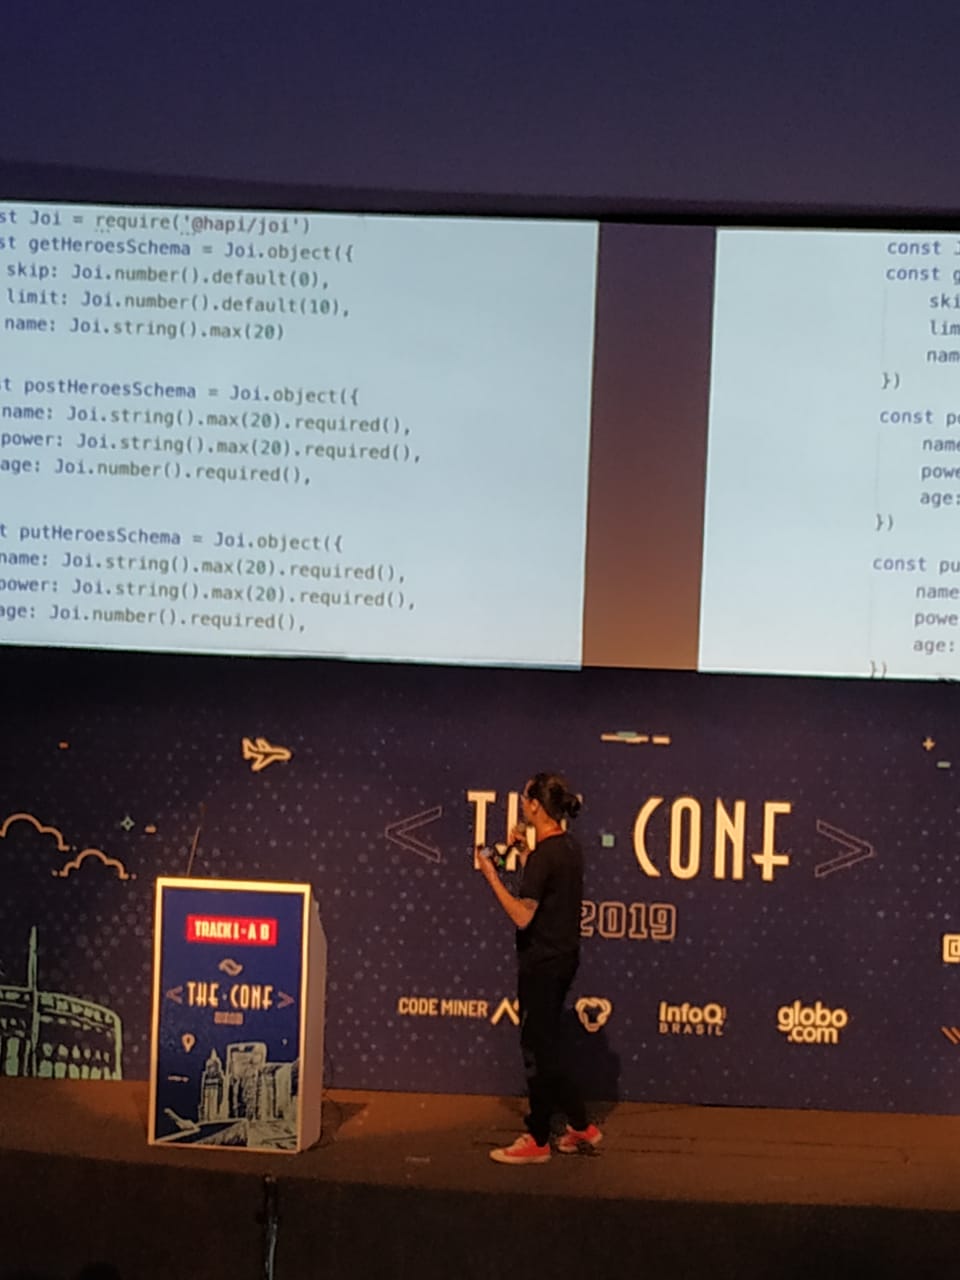 st Joi = require('@hapi/joi')
st getHeroesSchema = Joi.object({
skip: Joi.number().default(0),
limit: Joi.number().default(10),
name: Joi.string().max(20)
t postHeroesSchema = Joi.object({
name: Joi.string().max(20).required(),
power: Joi.string().max(20).required(),
age: Joi.number().required(),
t putHeroesSchema = Joi.object({
name: Joi.string().max(20).required(),
power: Joi.string().max(20).required(),
age: Joi.number().required(),
const J
const g
ski
lim
nam
})
const po
name
powe
age:
})
const pu
name
powe
age:
})
< TH · CONF >
2019
CODE MINER
InfoQ
BRASIL
globo
.com
TRACK 1 - A B
< THE · CONF >
2019